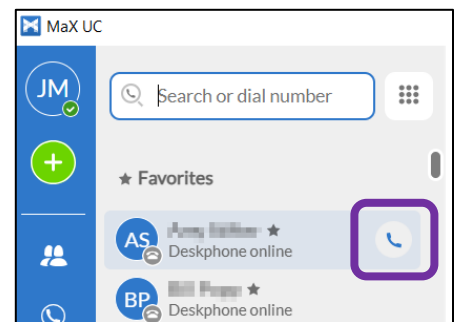 MaX UC
JM
Search or dial number
Favorites
AS
Deskphone online
BP
Deskphone online